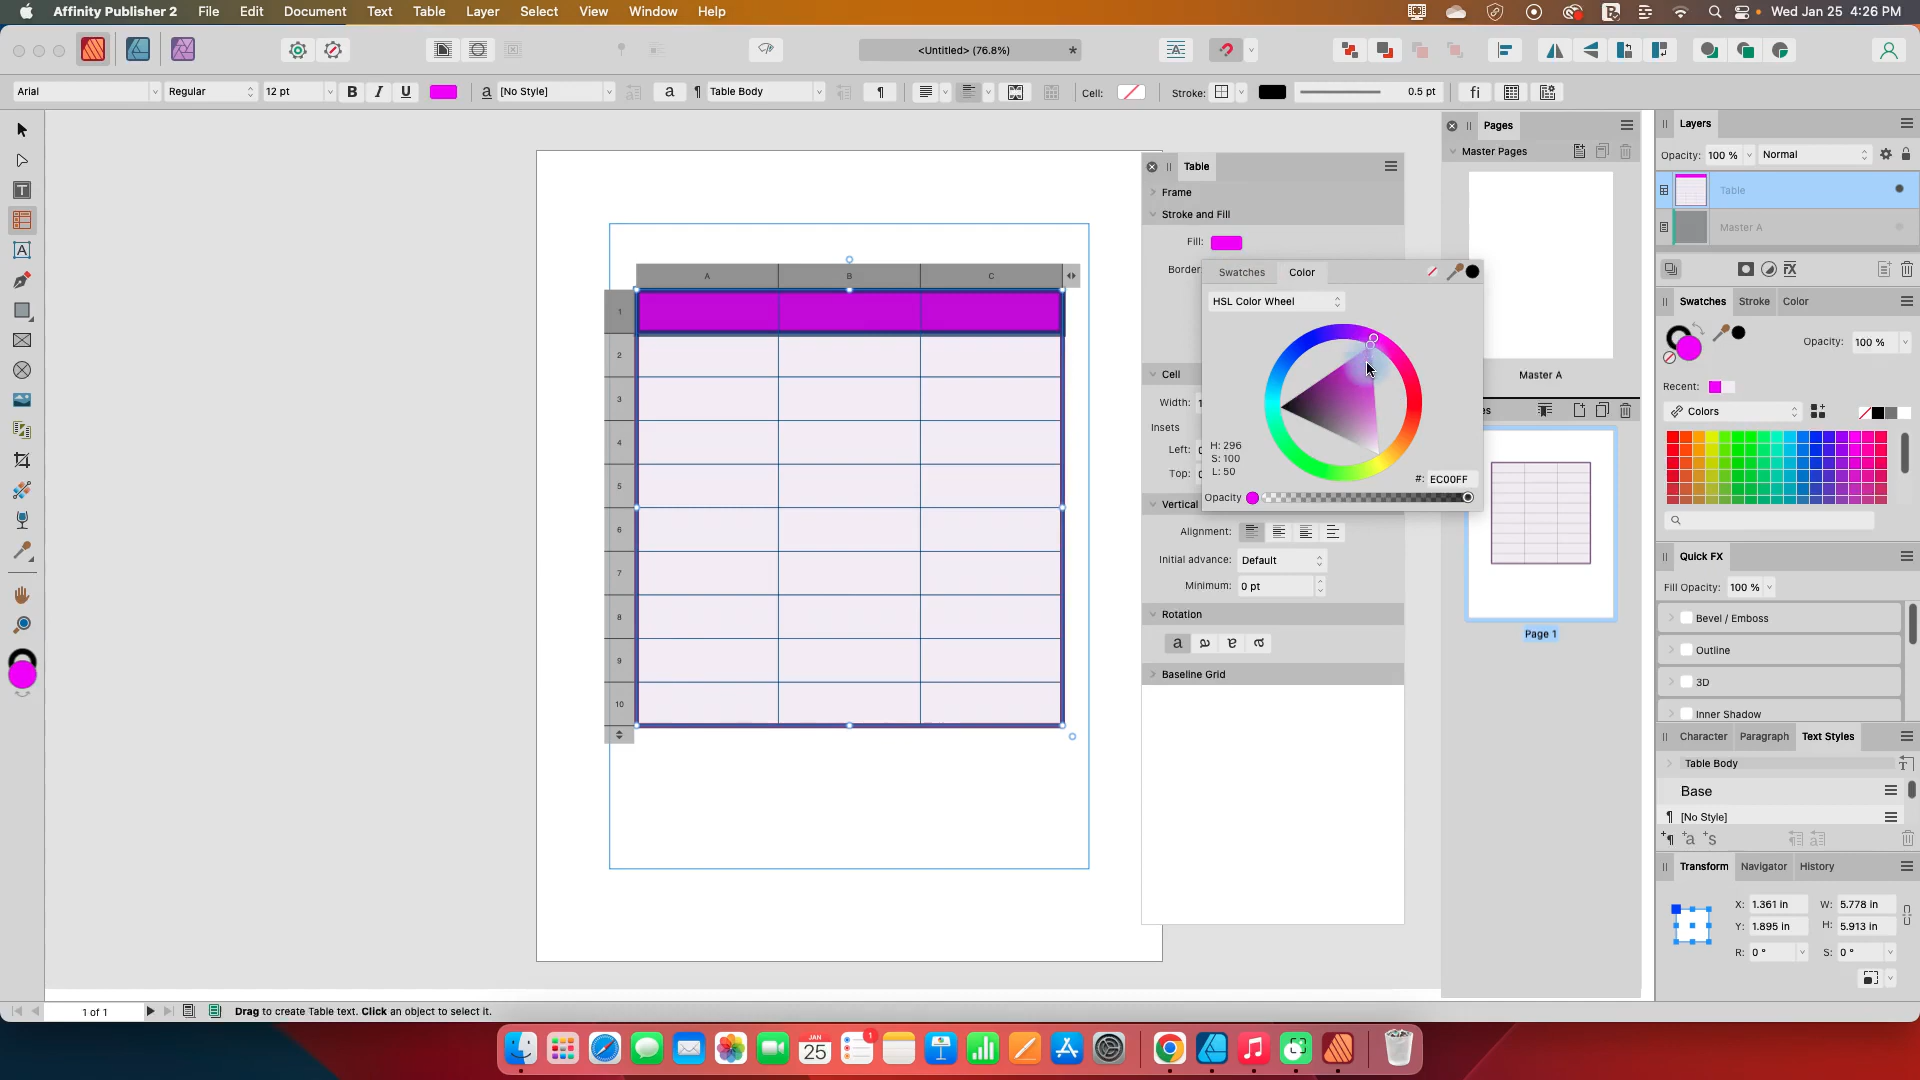 Affinity Publisher 2 File Edit Document Text Table Layer Select View Window Help Wed Jan 25 4:26 PM
<Untitled> (76.8%) *
Arial Regular 12 pt B I U a [No Style] a ¶ Table Body ¶ Cell: Stroke: 0.5 pt fi
Pages
Master Pages
Master A
Page 1
Table
Frame
Stroke and Fill
Fill:
Border
Cell
Width: 1
Insets
Left: 0
Top: 0
Vertical
Alignment:
Initial advance: Default
Minimum: 0 pt
Rotation
a a a a
Baseline Grid
Swatches Color
HSL Color Wheel
H: 296
S: 100
L: 50
#: EC00FF
Opacity
A B C
1
2
3
4
5
6
7
8
9
10
Layers
Opacity: 100 % Normal
Table
Master A
Swatches Stroke Color
Opacity: 100 %
Recent:
Colors
Quick FX
Fill Opacity: 100 %
Bevel / Emboss
Outline
3D
Inner Shadow
Character Paragraph Text Styles
Table Body
Base
¶ [No Style]
Transform Navigator History
X: 1.361 in W: 5.778 in
Y: 1.895 in H: 5.913 in
R: 0 ° S: 0 °
1 of 1 Drag to create Table text. Click an object to select it.
JAN
25
1